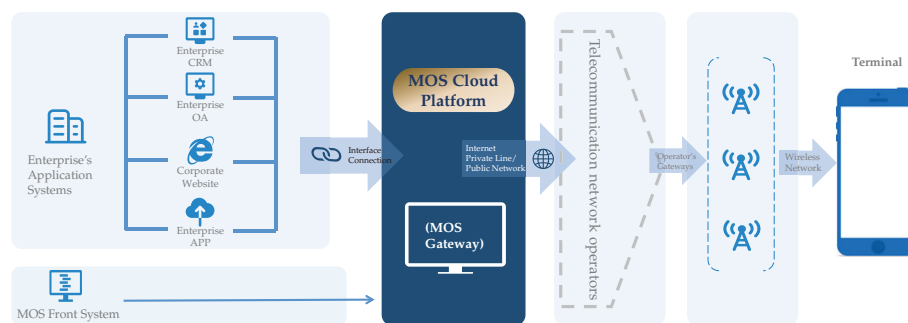 Enterprise's
Application
Systems
Enterprise
CRM
Enterprise
OA
Corporate
Website
Enterprise
APP
MOS Front System
Interface
Connection
MOS Cloud
Platform
(MOS
Gateway)
Internet
Private Line/
Public Network
Telecommunication network operators
Operator's
Gateways
Wireless
Network
Terminal